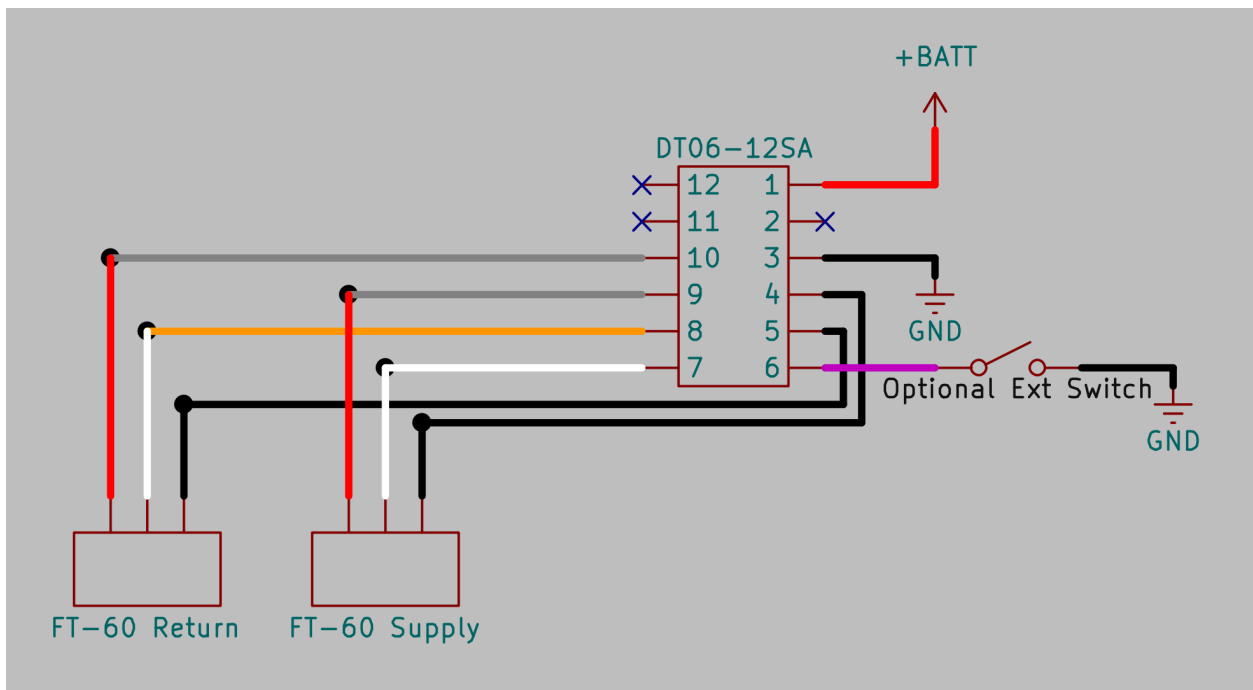 +BATT
DT06-12SA
12 1
11 2
10 3
9 4
GND
8 5
7 6
Optional Ext Switch
GND
FT-60 Return
FT-60 Supply